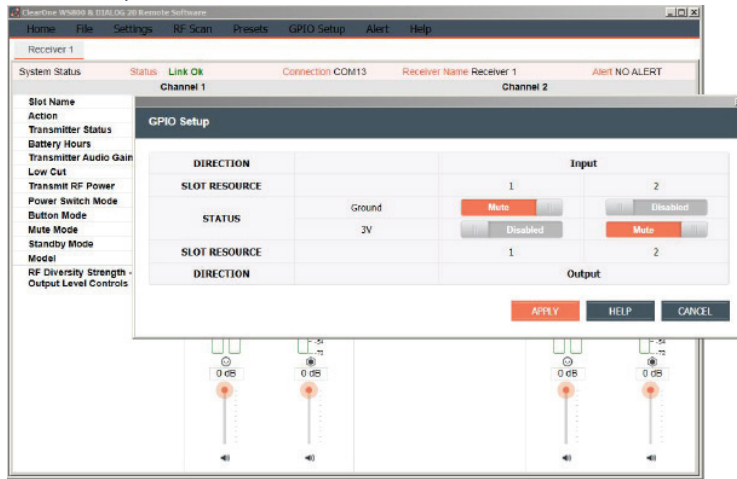 ClearOne WS800 & DIALOG 20 Remote Software
Home File Settings RF Scan Presets GPIO Setup Alert Help
Receiver 1
System Status Status Link Ok Connection COM13 Receiver Name Receiver 1 Alert NO ALERT
Channel 1 Channel 2
Slot Name
Action
Transmitter Status
Battery Hours
Transmitter Audio Gain
Low Cut
Transmit RF Power
Power Switch Mode
Button Mode
Mute Mode
Standby Mode
Model
RF Diversity Strength -
Output Level Controls
GPIO Setup
DIRECTION Input
SLOT RESOURCE 1 2
STATUS Ground Mute Disabled
3V Disabled Mute
SLOT RESOURCE 1 2
DIRECTION Output
APPLY HELP CANCEL
0 dB 0 dB 0 dB 0 dB